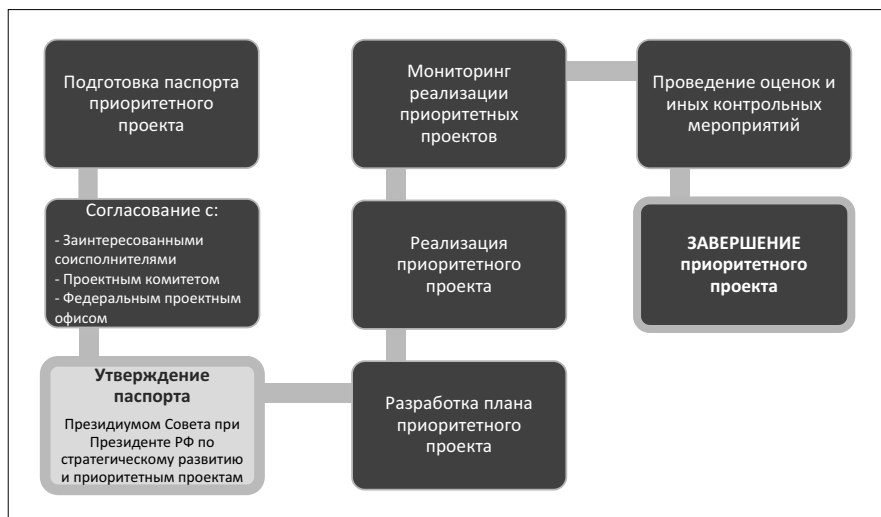 Подготовка паспорта
приоритетного
проекта
Согласование с:
- Заинтересованными
соисполнителями
- Проектным комитетом
- Федеральным проектным
офисом
Утверждение
паспорта
Президиумом Совета при
Президенте РФ по
стратегическому развитию
и приоритетным проектам
Разработка плана
приоритетного
проекта
Реализация
приоритетного
проекта
Мониторинг
реализации
приоритетных
проектов
Проведение оценок и
иных контрольных
мероприятий
ЗАВЕРШЕНИЕ
приоритетного
проекта